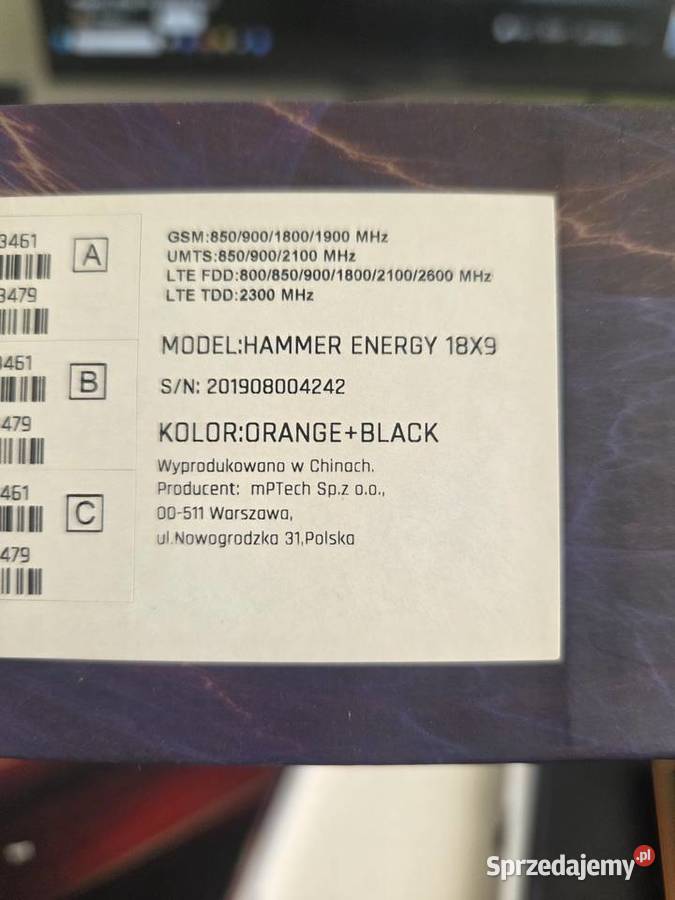 3461
A
3479
3461
B
479
461
C
479
GSM:850/900/1800/1900 MHz
UMTS:850/900/2100 MHz
LTE FDD:800/850/900/1800/2100/2600 MHz
LTE TDD:2300 MHz
MODEL:HAMMER ENERGY 18X9
S/N: 201908004242
KOLOR:ORANGE+BLACK
Wyprodukowano w Chinach.
Producent: mPTech Sp.z o.o.,
00-511 Warszawa,
ul.Nowogrodzka 31,Polska
Sprzedajemy.pl